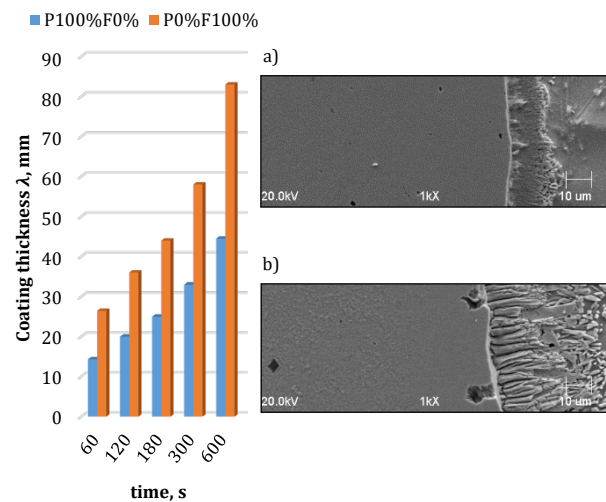 P100%F0% P0%F100%
Coating thickness λ, mm
90
80
70
60
50
40
30
20
10
0
60 120 180 300 600
time, s
a)
20.0kV 1kX 10 um
b)
20.0kV 1kX 10 um